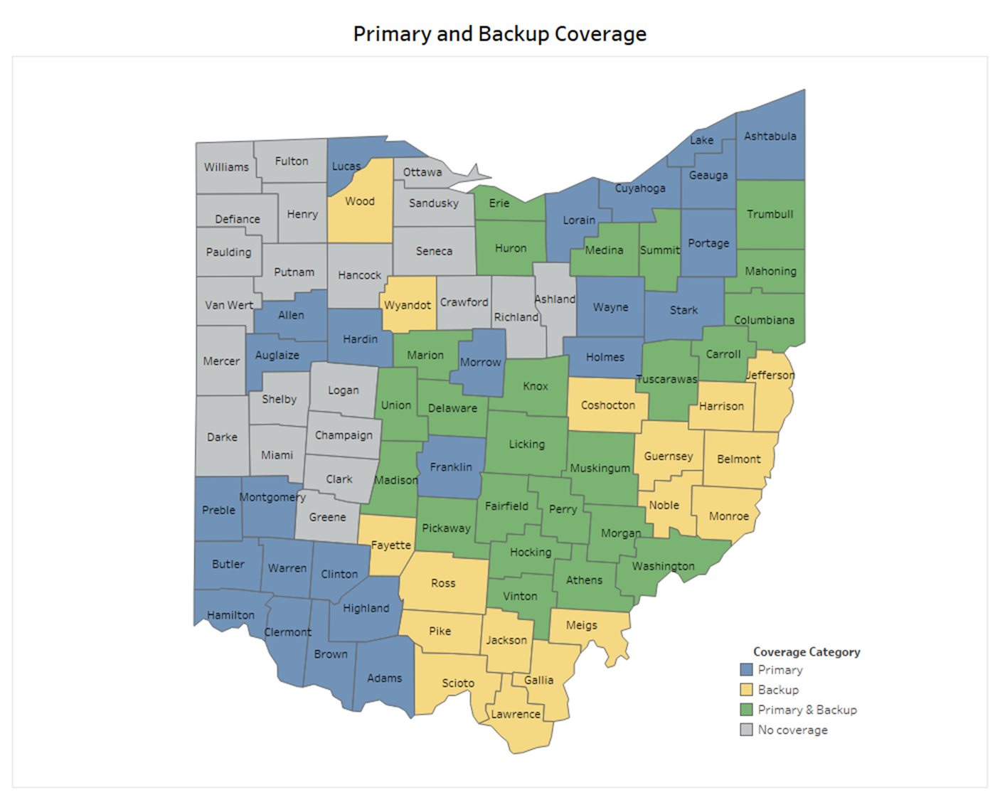 Primary and Backup Coverage
Ashtabula
Lake
Williams
Fulton
Lucas
Ottawa
Geauga
Cuyahoga
Wood
Sandusky
Erie
Defiance
Henry
Lorain
Trumbull
Paulding
Seneca
Huron
Medina
Summit
Portage
Putnam
Hancock
Mahoning
Van Wert
Allen
Wyandot
Crawford
Richland
Ashland
Wayne
Stark
Columbiana
Mercer
Auglaize
Hardin
Marion
Morrow
Holmes
Carroll
Jefferson
Shelby
Logan
Union
Delaware
Knox
Coshocton
Tuscarawas
Harrison
Darke
Miami
Champaign
Licking
Guernsey
Belmont
Clark
Madison
Franklin
Muskingum
Preble
Montgomery
Greene
Fairfield
Perry
Noble
Monroe
Pickaway
Morgan
Fayette
Hocking
Butler
Warren
Clinton
Ross
Athens
Washington
Hamilton
Highland
Vinton
Clermont
Pike
Jackson
Meigs
Brown
Adams
Scioto
Gallia
Lawrence
Coverage Category
Primary
Backup
Primary & Backup
No coverage